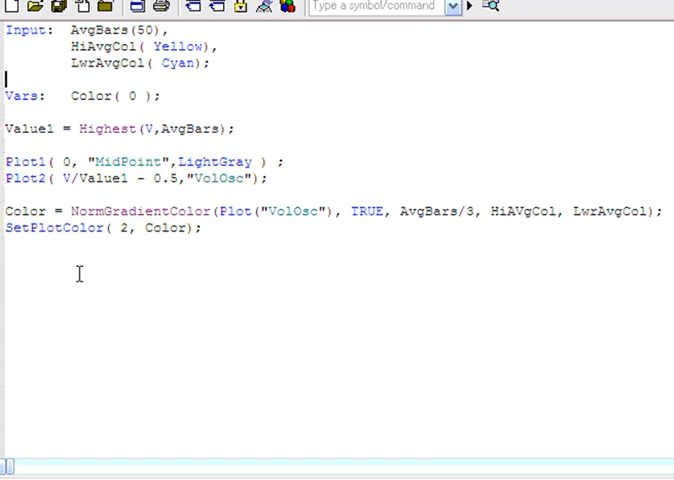 Type a symbol/command
Input: AvgBars(50),
HiAvgCol( Yellow),
LwrAvgCol( Cyan);
Vars: Color( 0 );
Value1 = Highest(V,AvgBars);
Plot1( 0, "MidPoint",LightGray ) ;
Plot2( V/Value1 - 0.5,"VolOsc");
Color = NormGradientColor(Plot("VolOsc"), TRUE, AvgBars/3, HiAVgCol, LwrAvgCol);
SetPlotColor( 2, Color);